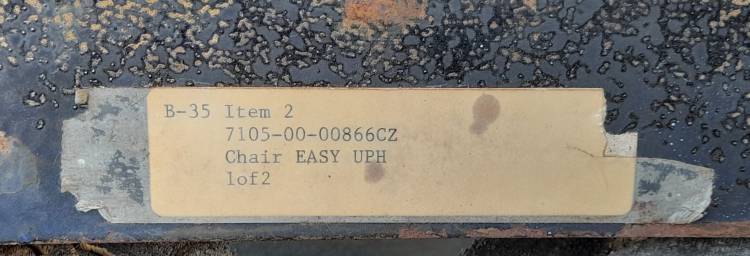 B-35 Item 2
7105-00-00866CZ
Chair EASY UPH
1of2